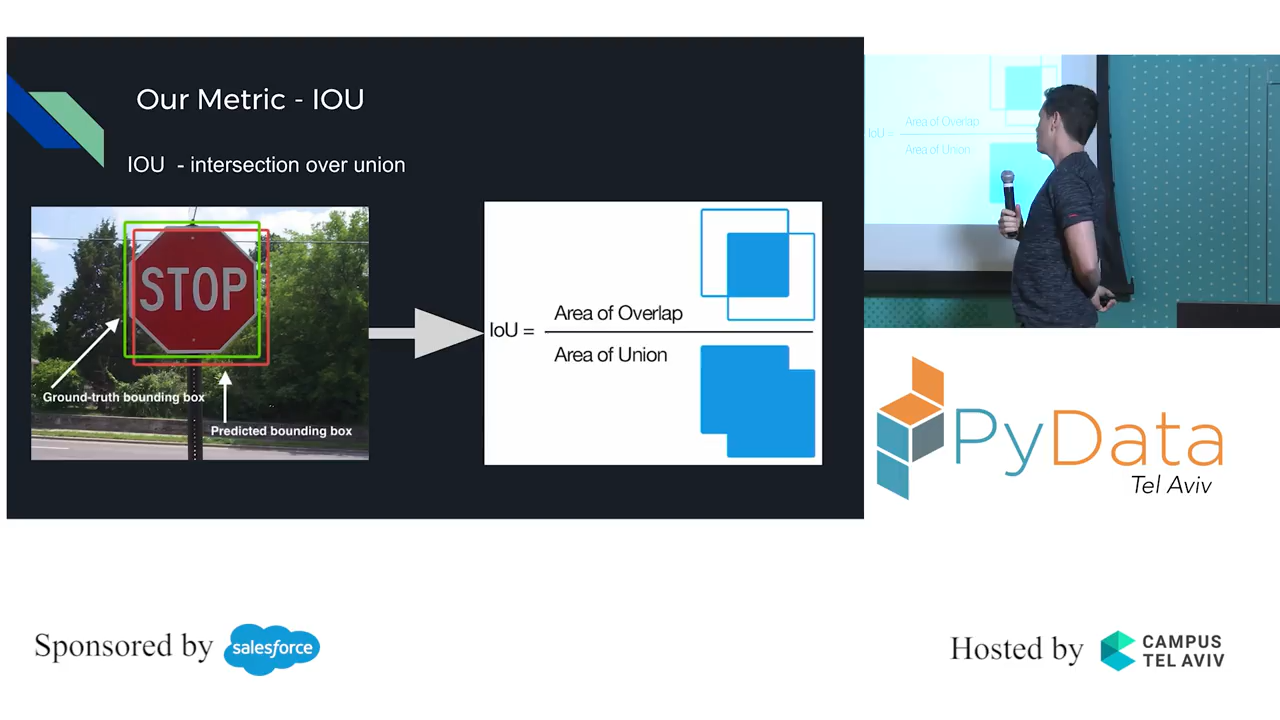 Our Metric - IOU
IOU - intersection over union
STOP
Ground-truth bounding box
Predicted bounding box
IoU =
Area of Overlap
Area of Union
IoU =
Area of Overlap
Area of Union
PyData
Tel Aviv
Sponsored by
salesforce
Hosted by
CAMPUS
TEL AVIV